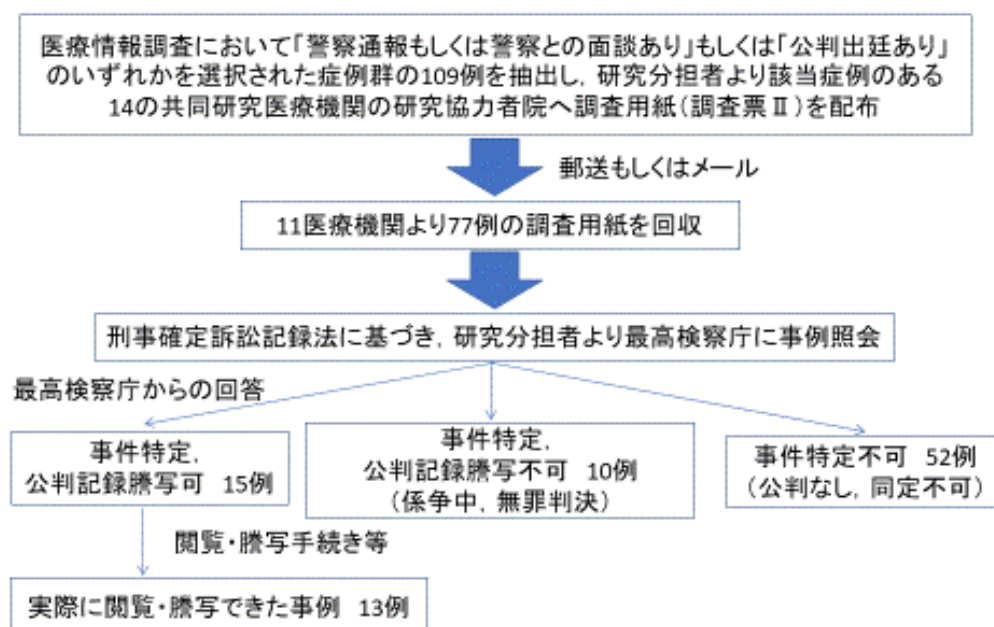 医療情報調査において「警察通報もしくは警察との面談あり」もしくは「公判出廷あり」
のいずれかを選択された症例群の109例を抽出し，研究分担者より該当症例のある
14の共同研究医療機関の研究協力者院へ調査用紙（調査票Ⅱ）を配布
郵送もしくはメール
11医療機関より77例の調査用紙を回収
刑事確定訴訟記録法に基づき，研究分担者より最高検察庁に事例照会
最高検察庁からの回答
事件特定，
公判記録謄写可 15例
事件特定，
公判記録謄写不可 10例
（係争中，無罪判決）
事件特定不可 52例
（公判なし，同定不可）
閲覧・謄写手続き等
実際に閲覧・謄写できた事例 13例